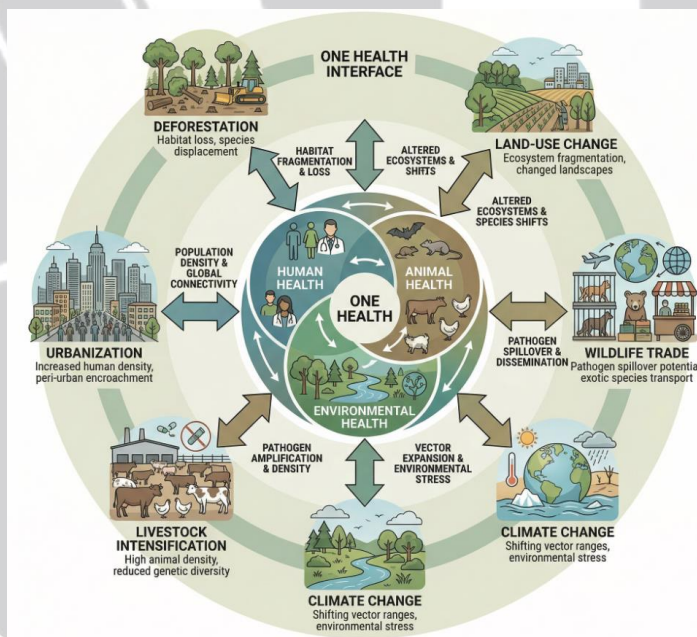 ONE HEALTH
INTERFACE
DEFORESTATION
Habitat loss, species
displacement
LAND-USE CHANGE
Ecosystem fragmentation,
changed landscapes
HABITAT
FRAGMENTATION
& LOSS
ALTERED
ECOSYSTEMS &
SHIFTS
ALTERED
ECOSYSTEMS &
SPECIES SHIFTS
POPULATION
DENSITY &
GLOBAL
CONNECTIVITY
HUMAN
HEALTH
ANIMAL
HEALTH
ONE
HEALTH
ENVIRONMENTAL
HEALTH
URBANIZATION
Increased human density,
peri-urban encroachment
PATHOGEN
SPILLOVER &
DISSEMINATION
WILDLIFE TRADE
Pathogen spillover potential
exotic species transport
PATHOGEN
AMPLIFICATION
& DENSITY
VECTOR
EXPANSION &
ENVIRONMENTAL
STRESS
LIVESTOCK
INTENSIFICATION
High animal density,
reduced genetic diversity
CLIMATE CHANGE
Shifting vector ranges,
environmental stress
CLIMATE CHANGE
Shifting vector ranges,
environmental stress